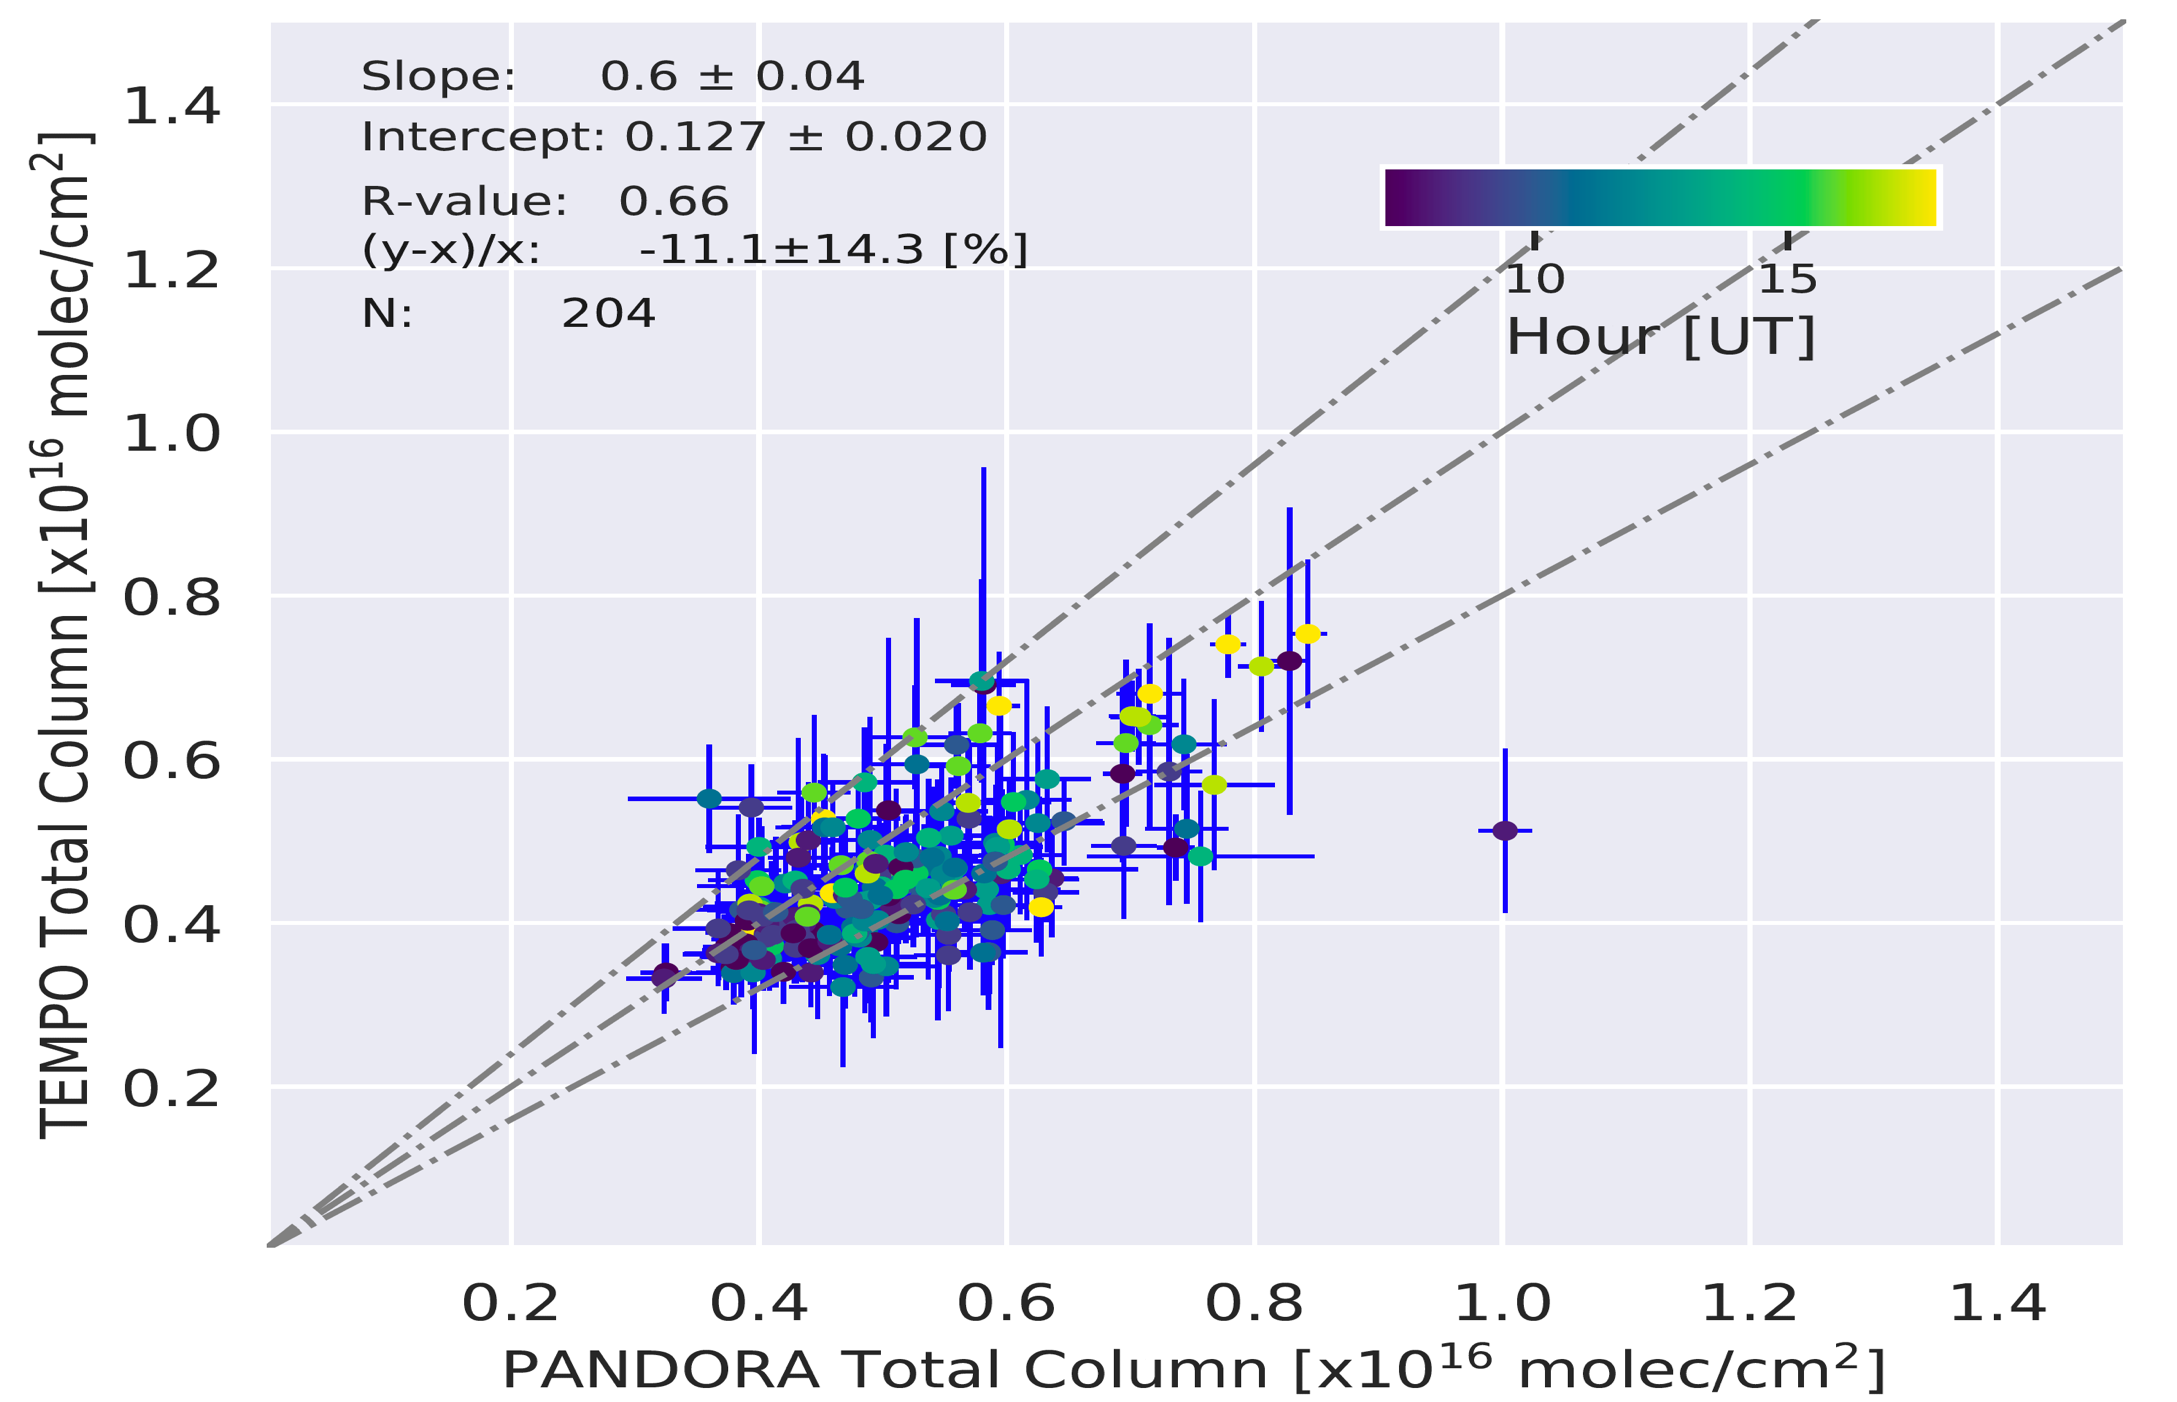 Slope: 0.6 ± 0.04
Intercept: 0.127 ± 0.020
R-value: 0.66
(y-x)/x: -11.1±14.3 [%]
N: 204
10 15
Hour [UT]
TEMPO Total Column [x10¹⁶ molec/cm²]
1.4
1.2
1.0
0.8
0.6
0.4
0.2
0.2 0.4 0.6 0.8 1.0 1.2 1.4
PANDORA Total Column [x10¹⁶ molec/cm²]